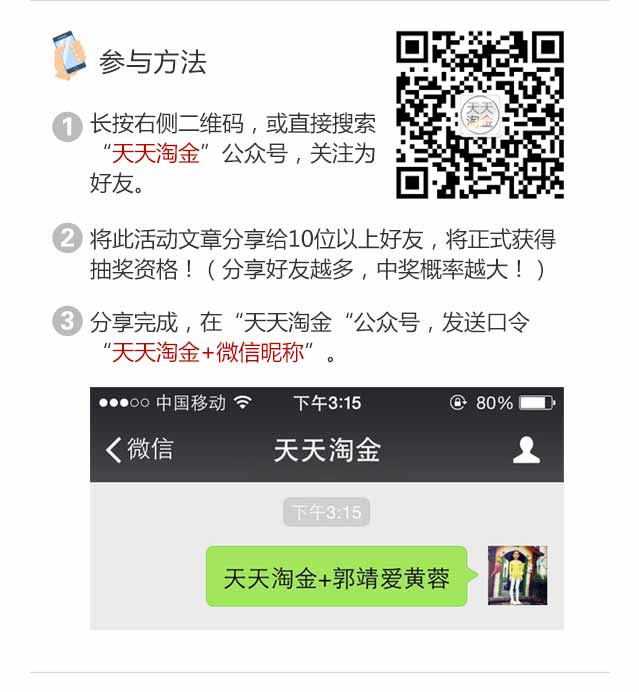 参与方法
天天
淘金
1 长按右侧二维码，或直接搜索
“天天淘金”公众号，关注为
好友。
2 将此活动文章分享给10位以上好友，将正式获得
抽奖资格！（分享好友越多，中奖概率越大！）
3 分享完成，在“天天淘金“公众号，发送口令
“天天淘金+微信昵称”。
中国移动 下午3:15 80%
微信 天天淘金
下午3:15
天天淘金+郭靖爱黄蓉